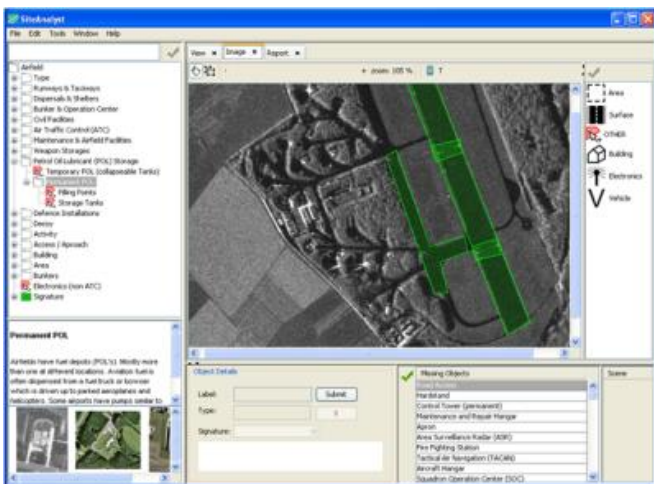 SiteAnalyst
File Edit Tools Window Help
View Image Report
zoom: 105 % T
Airfield
Type
Runways & Taxiways
Dispersals & Shelters
Bunker & Operation Center
Civil Facilities
Air Traffic Control (ATC)
Maintenance & Airfield Facilities
Weapon Storages
Petrol Oil Lubricant (POL) Storage
Temporary POL (collapseable Tanks)
Permanent POL
Filling Points
Storage Tanks
Defence Installations
Decoy
Activity
Access / Aproach
Building
Area
Bunkers
Electronics (non ATC)
Signature
Area
Surface
OTHER
Building
Electronics
Vehicle
Permanent POL
Airfields have fuel depots (POL's). Mostly more
than one at different locations. Aviation fuel is
often dispensed from a fuel truck or bowser
which is driven up to parked aeroplanes and
helicopters. Some airports have pumps similar to
Object Details
Label:
Submit
Type:
Signature:
Missing Objects
Hardstand
Control Tower (permanent)
Maintenance and Repair Hangar
Apron
Area Surveillance Radar (ASR)
Fire Fighting Station
Tactical Air Navigation (TACAN)
Aircraft Hangar
Squadron Operation Center (SOC)
Scene